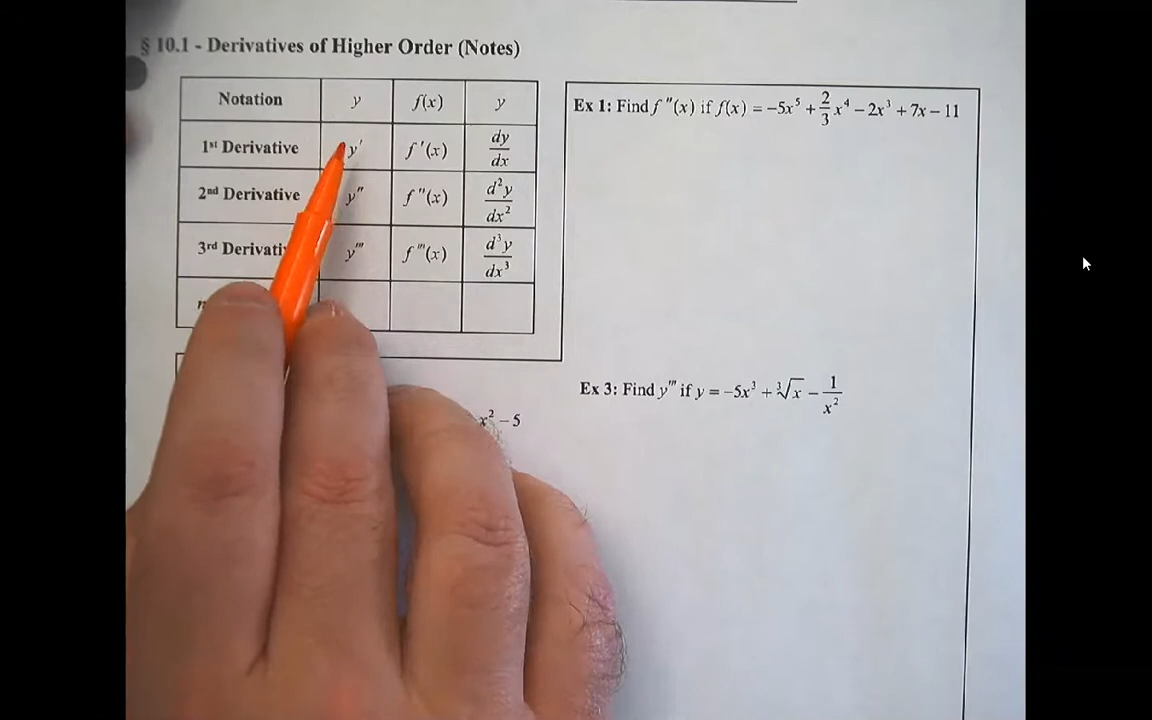 § 10.1 - Derivatives of Higher Order (Notes)
Notation y f(x) y
1st Derivative y' f '(x) dy/dx
2nd Derivative y" f "(x) d²y/dx²
3rd Derivati y''' f '''(x) d³y/dx³
Ex 1: Find f "(x) if f(x) = −5x⁵ + 2/3 x⁴ − 2x³ + 7x − 11
x² − 5
Ex 3: Find y''' if y = −5x³ + ∛x − 1/x²